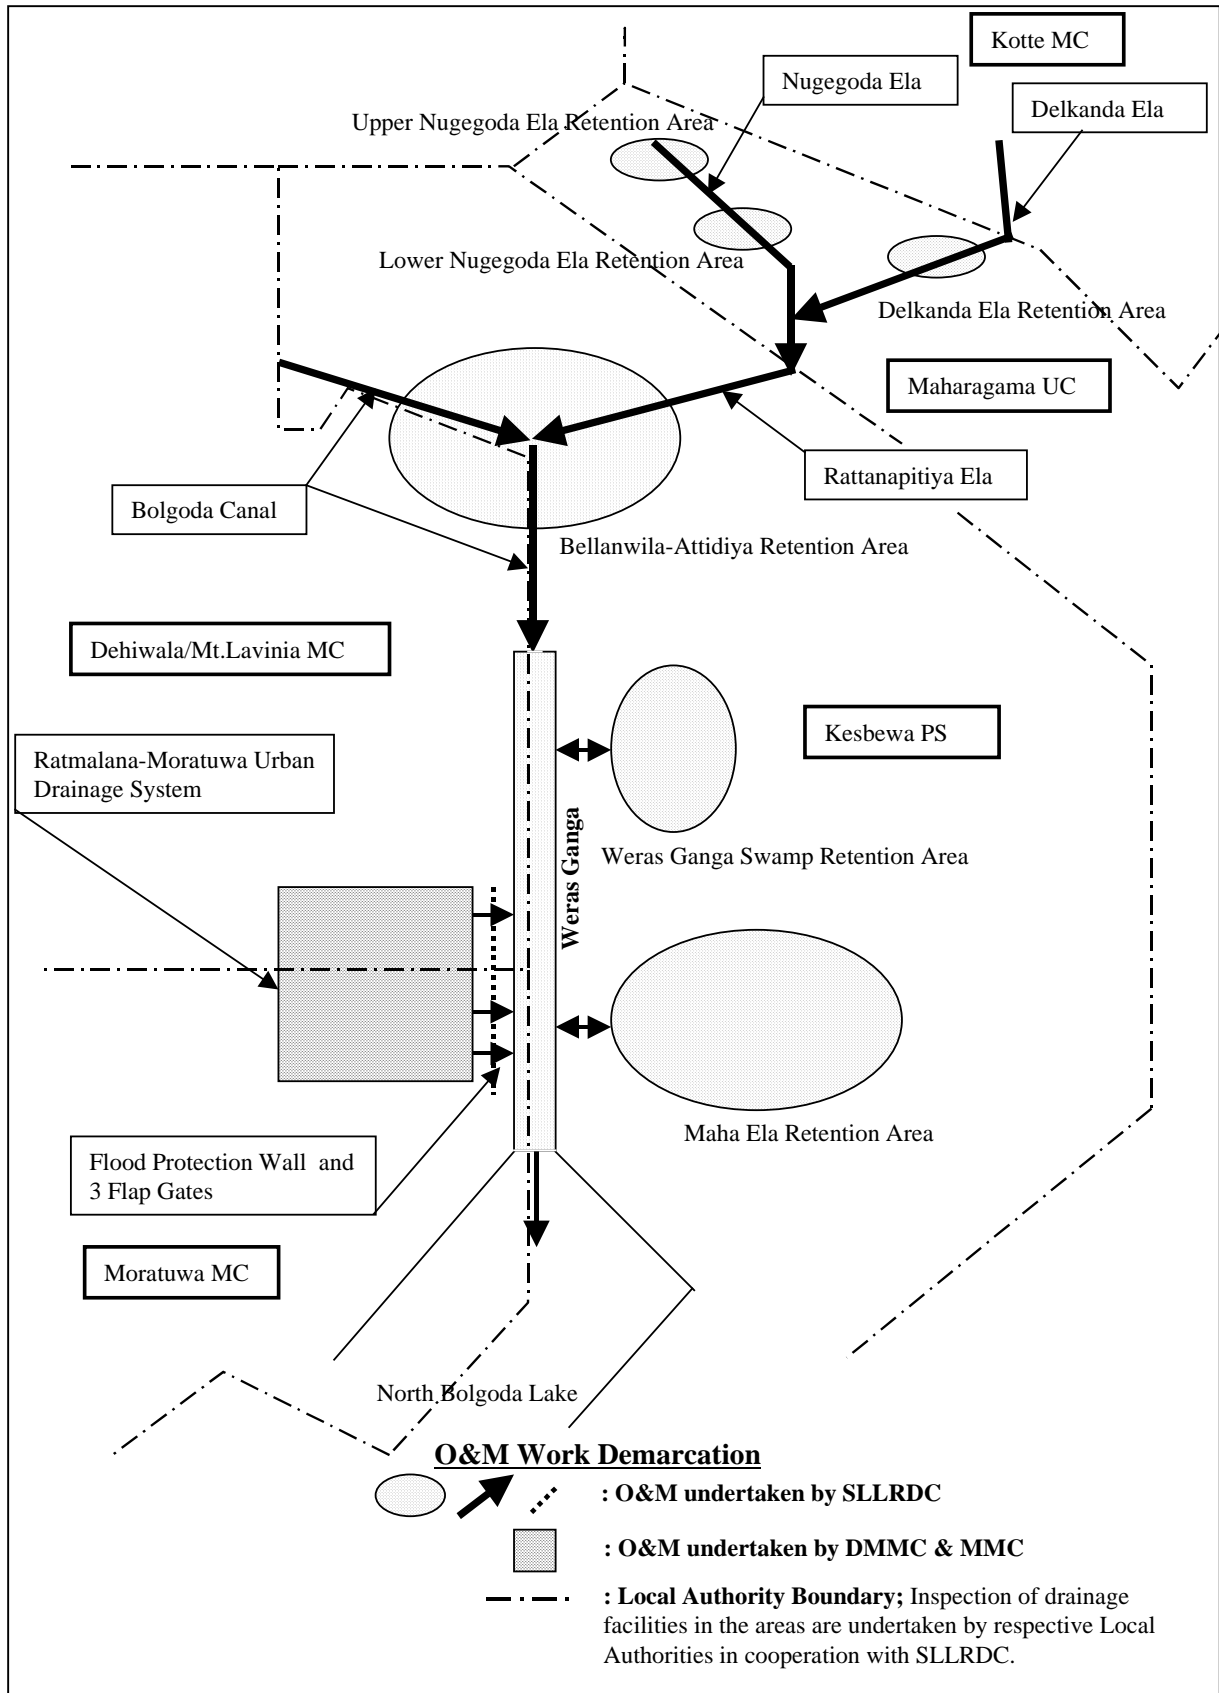 Kotte MC
Nugegoda Ela
Delkanda Ela
Upper Nugegoda Ela Retention Area
Lower Nugegoda Ela Retention Area
Delkanda Ela Retention Area
Maharagama UC
Rattanapitiya Ela
Bolgoda Canal
Bellanwila-Attidiya Retention Area
Dehiwala/Mt.Lavinia MC
Kesbewa PS
Ratmalana-Moratuwa Urban
Drainage System
Weras Ganga
Weras Ganga Swamp Retention Area
Maha Ela Retention Area
Flood Protection Wall and
3 Flap Gates
Moratuwa MC
North Bolgoda Lake
O&M Work Demarcation
: O&M undertaken by SLLRDC
: O&M undertaken by DMMC & MMC
: Local Authority Boundary; Inspection of drainage
facilities in the areas are undertaken by respective Local
Authorities in cooperation with SLLRDC.